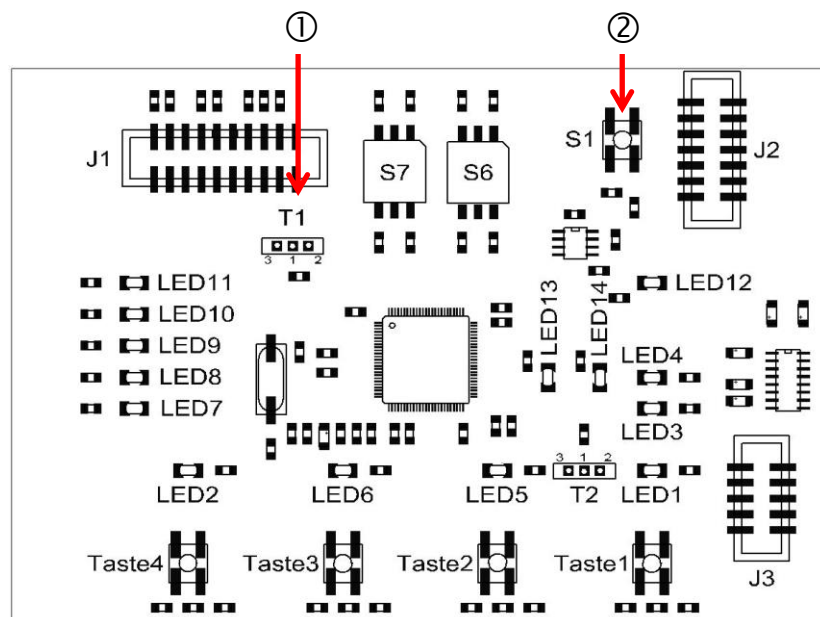 ① ②
J1 S7 S6 S1 J2
T1
3 1 2
LED11 LED13 LED14 LED12
LED10
LED9 LED4
LED8
LED7 LED3
3 1 2
LED2 LED6 LED5 T2 LED1
Taste4 Taste3 Taste2 Taste1 J3